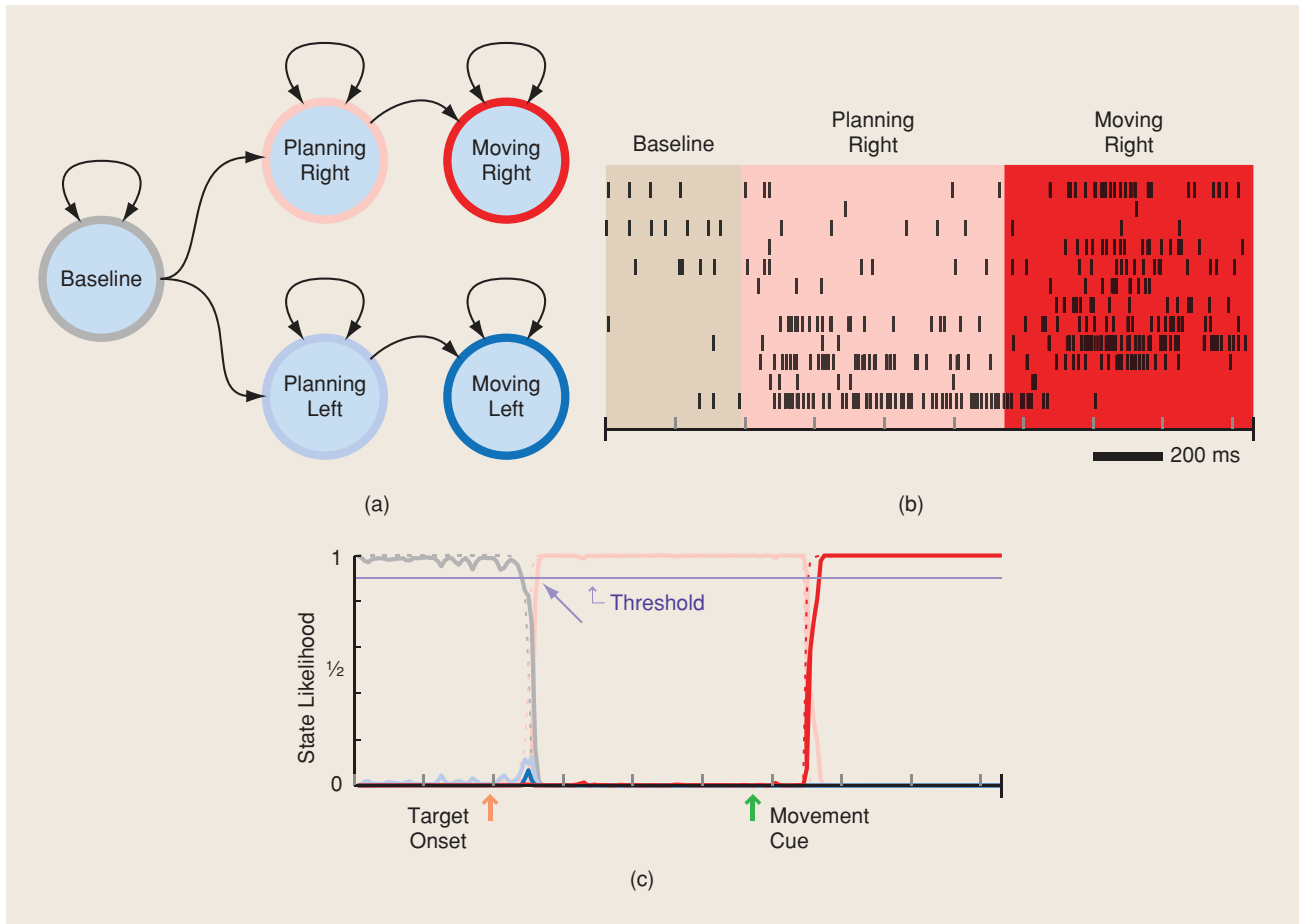 Baseline
Planning
Right
Moving
Right
Planning
Left
Moving
Left
(a)
Baseline
Planning
Right
Moving
Right
200 ms
(b)
1
½
0
State Likelihood
Threshold
Target
Onset
Movement
Cue
(c)